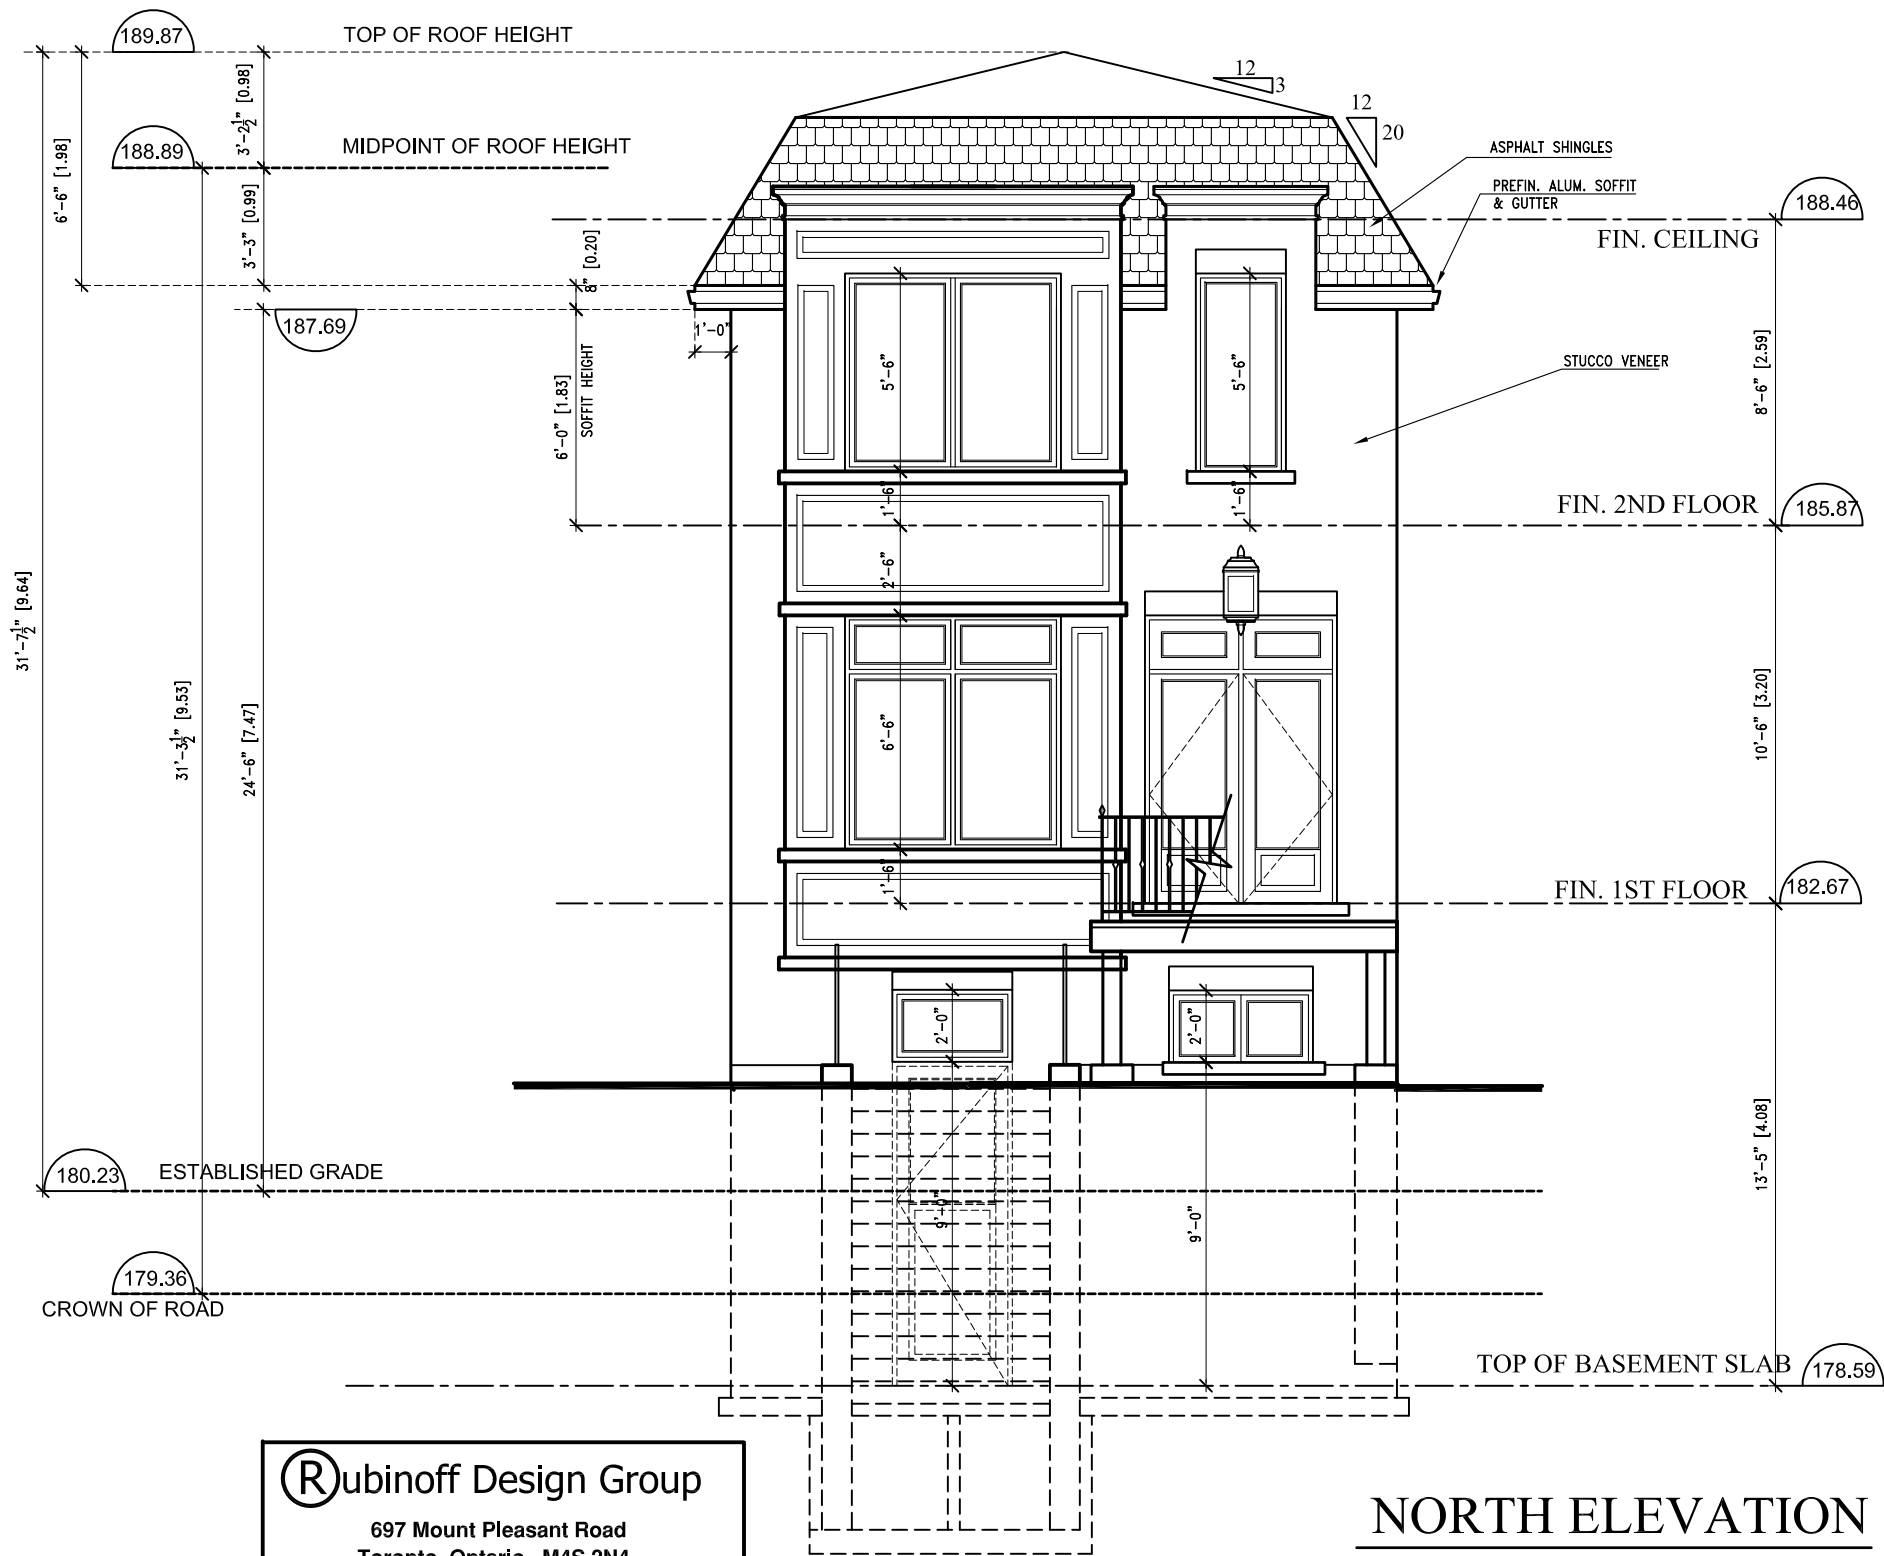 189.87
TOP OF ROOF HEIGHT
12
3
12
20
3'-2½" [0.98]
6'-6" [1.98]
188.89
MIDPOINT OF ROOF HEIGHT
ASPHALT SHINGLES
PREFIN. ALUM. SOFFIT
& GUTTER
188.46
FIN. CEILING
3'-3" [0.99]
8" [0.20]
187.69
1'-0"
6'-0" [1.83]
SOFFIT HEIGHT
5'-6"
5'-6"
STUCCO VENEER
8'-6" [2.59]
1'-6"
1'-6"
FIN. 2ND FLOOR
185.87
2'-6"
31'-7½" [9.64]
31'-3½" [9.53]
24'-6" [7.47]
6'-6"
10'-6" [3.20]
1'-6"
FIN. 1ST FLOOR
182.67
2'-0"
2'-0"
13'-5" [4.08]
180.23
ESTABLISHED GRADE
9'-0"
9'-0"
179.36
CROWN OF ROAD
TOP OF BASEMENT SLAB
178.59
Rubinoff Design Group
697 Mount Pleasant Road
Toronto, Ontario M4S 2N4
NORTH ELEVATION